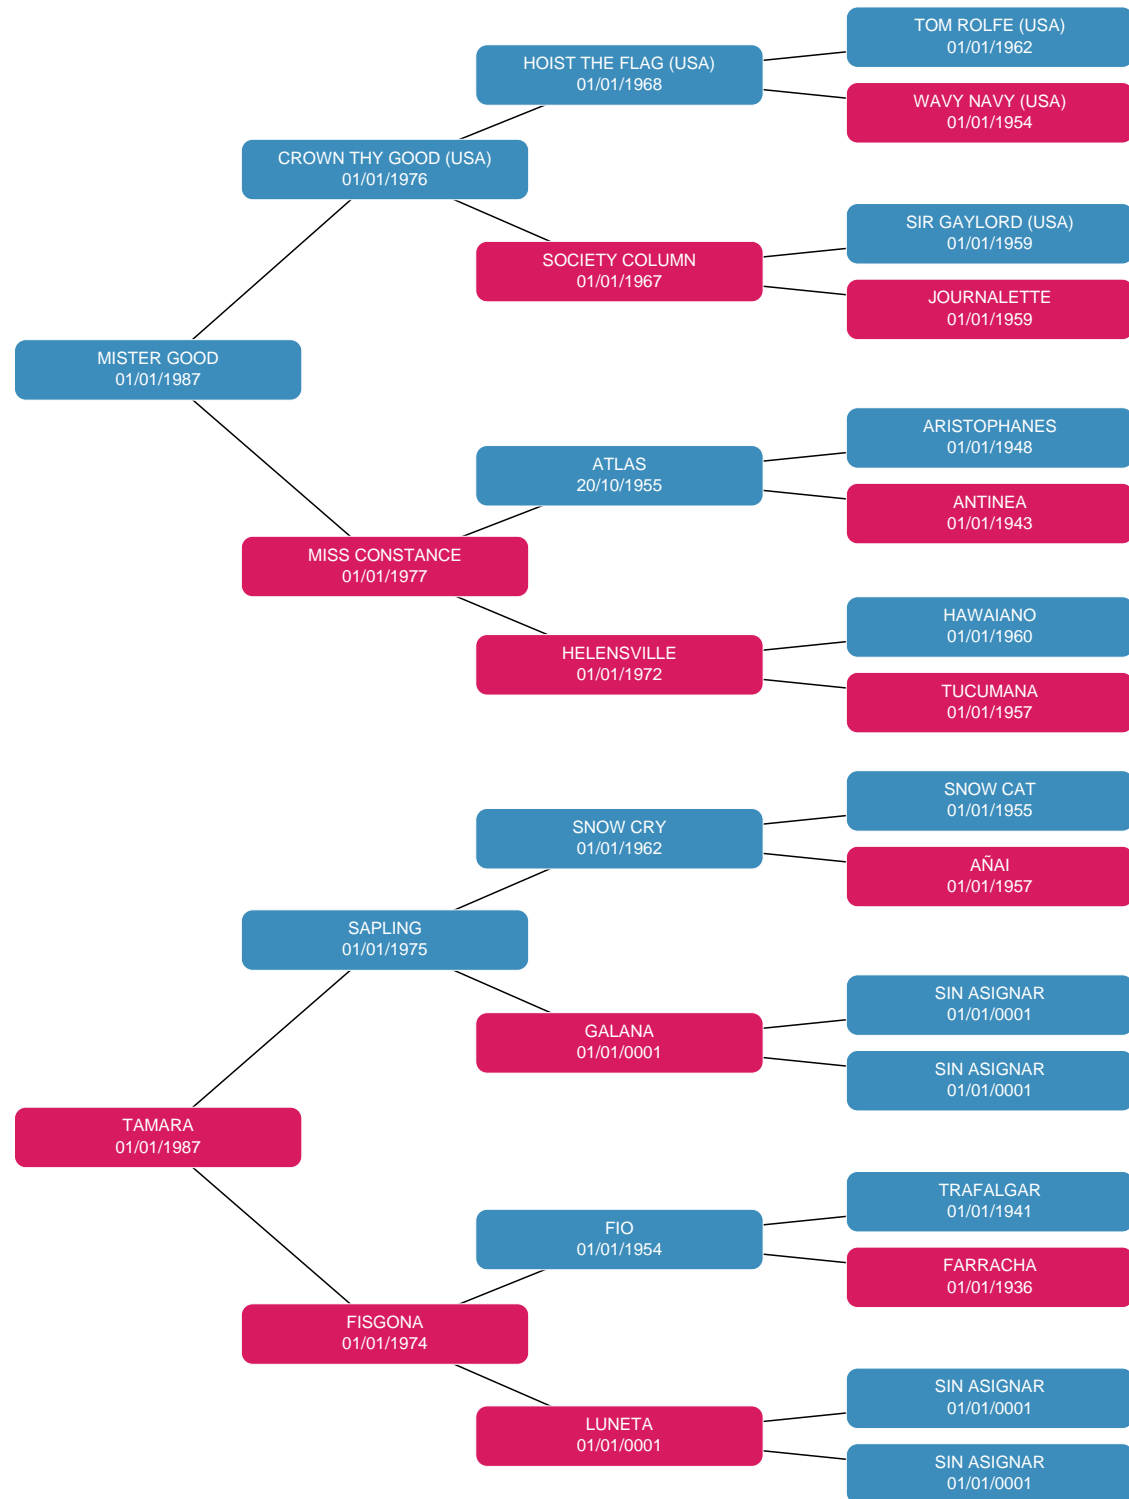 TOM ROLFE (USA)
01/01/1962
HOIST THE FLAG (USA)
01/01/1968
WAVY NAVY (USA)
01/01/1954
CROWN THY GOOD (USA)
01/01/1976
SIR GAYLORD (USA)
01/01/1959
SOCIETY COLUMN
01/01/1967
JOURNALETTE
01/01/1959
MISTER GOOD
01/01/1987
ARISTOPHANES
01/01/1948
ATLAS
20/10/1955
ANTINEA
01/01/1943
MISS CONSTANCE
01/01/1977
HAWAIANO
01/01/1960
HELENSVILLE
01/01/1972
TUCUMANA
01/01/1957
SNOW CAT
01/01/1955
SNOW CRY
01/01/1962
AÑAI
01/01/1957
SAPLING
01/01/1975
SIN ASIGNAR
01/01/0001
GALANA
01/01/0001
SIN ASIGNAR
01/01/0001
TAMARA
01/01/1987
TRAFALGAR
01/01/1941
FIO
01/01/1954
FARRACHA
01/01/1936
FISGONA
01/01/1974
SIN ASIGNAR
01/01/0001
LUNETA
01/01/0001
SIN ASIGNAR
01/01/0001